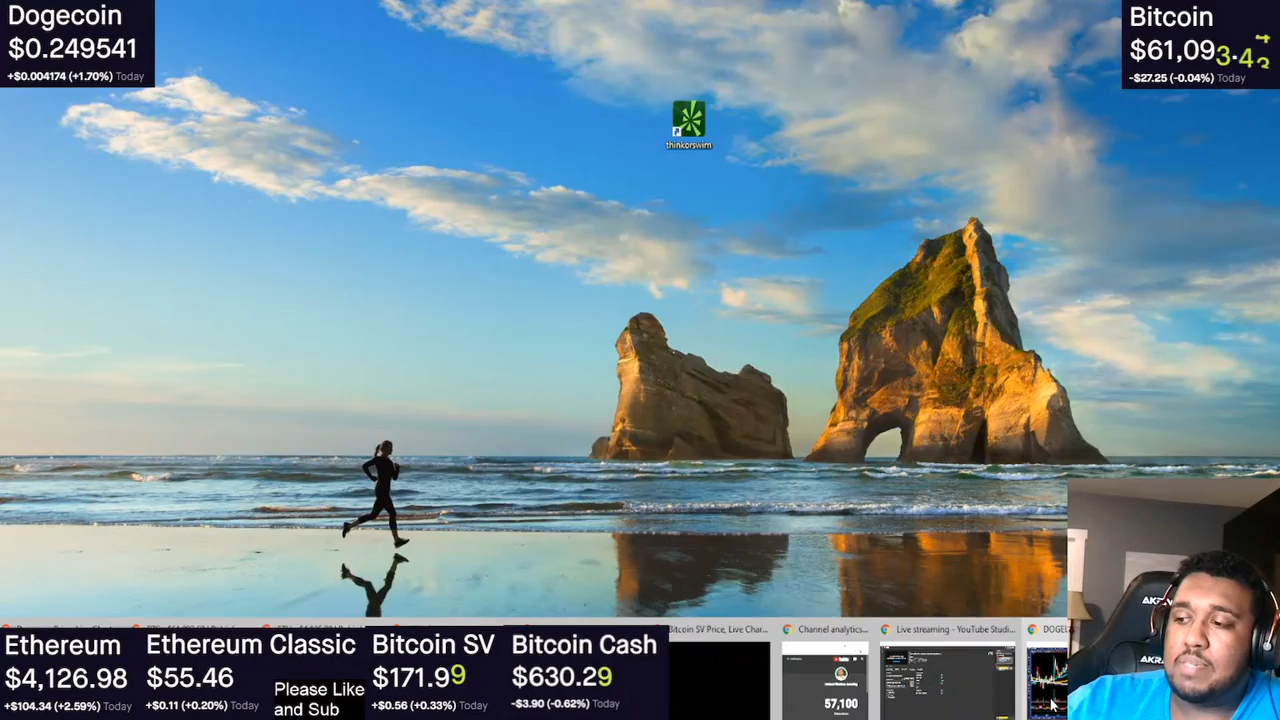 Dogecoin
$0.249541
+$0.004174 (+1.70%) Today
Bitcoin
$61,093.43
-$27.25 (-0.04%) Today
thinkorswim
Bitcoin SV Price, Live Char...
Channel analytics...
Live streaming - YouTube Studi...
DOGEU
Ethereum
$4,126.98
+$104.34 (+2.59%) Today
Ethereum Classic
$55.46
+$0.11 (+0.20%) Today
Please Like
and Sub
Bitcoin SV
$171.99
+$0.56 (+0.33%) Today
Bitcoin Cash
$630.29
-$3.90 (-0.62%) Today
57,100